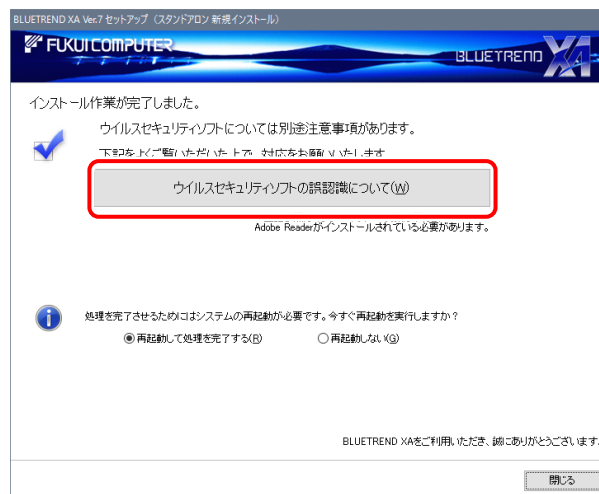 BLUETREND XA Ver.7 セットアップ（スタンドアロン 新規インストール）
FUKUI COMPUTER
BLUETREND XA
インストール作業が完了しました。
ウイルスセキュリティソフトについては別途注意事項があります。
下記をよくご覧いただいた上で、対応をお願いいたします
ウイルスセキュリティソフトの誤認識について(W)
Adobe Readerがインストールされている必要があります。
処理を完了させるためにはシステムの再起動が必要です。今すぐ再起動を実行しますか？
再起動して処理を完了する(R) 再起動しない(G)
BLUETREND XAをご利用いただき、誠にありがとうございます。
閉じる